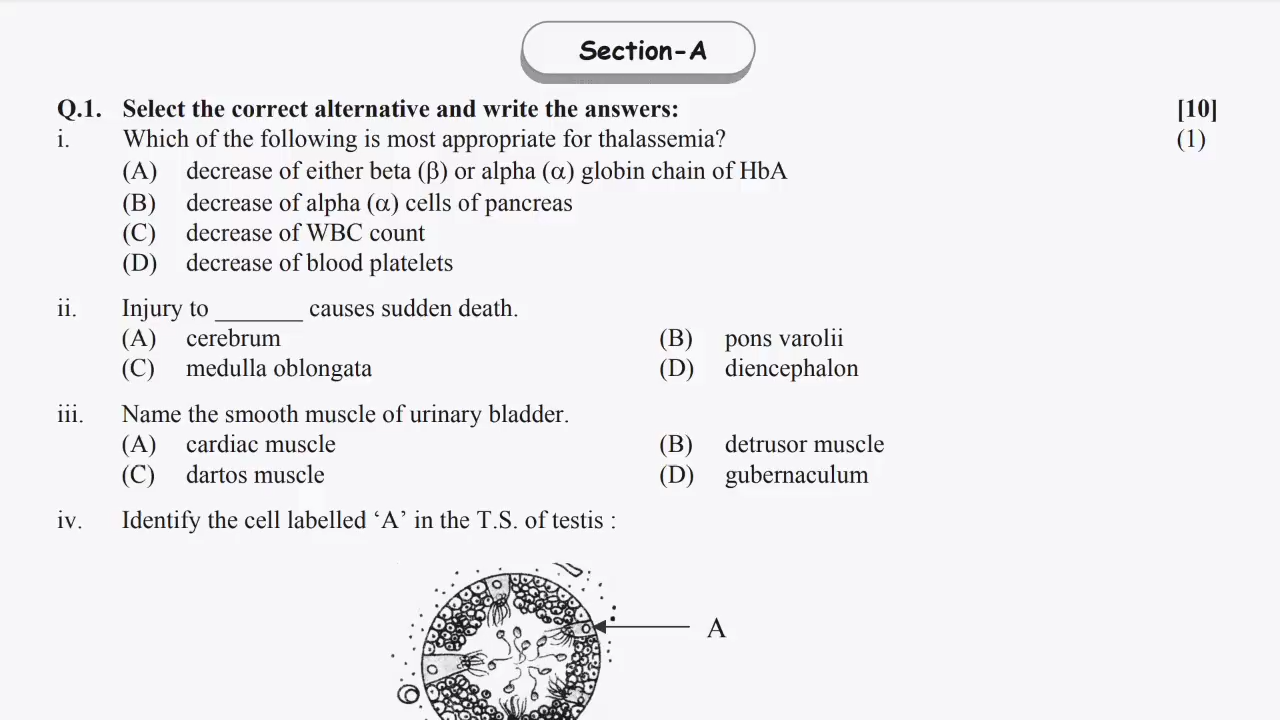 Section-A
Q.1. Select the correct alternative and write the answers: [10]
i. Which of the following is most appropriate for thalassemia? (1)
(A) decrease of either beta (β) or alpha (α) globin chain of HbA
(B) decrease of alpha (α) cells of pancreas
(C) decrease of WBC count
(D) decrease of blood platelets
ii. Injury to _______ causes sudden death.
(A) cerebrum (B) pons varolii
(C) medulla oblongata (D) diencephalon
iii. Name the smooth muscle of urinary bladder.
(A) cardiac muscle (B) detrusor muscle
(C) dartos muscle (D) gubernaculum
iv. Identify the cell labelled ‘A’ in the T.S. of testis :
A